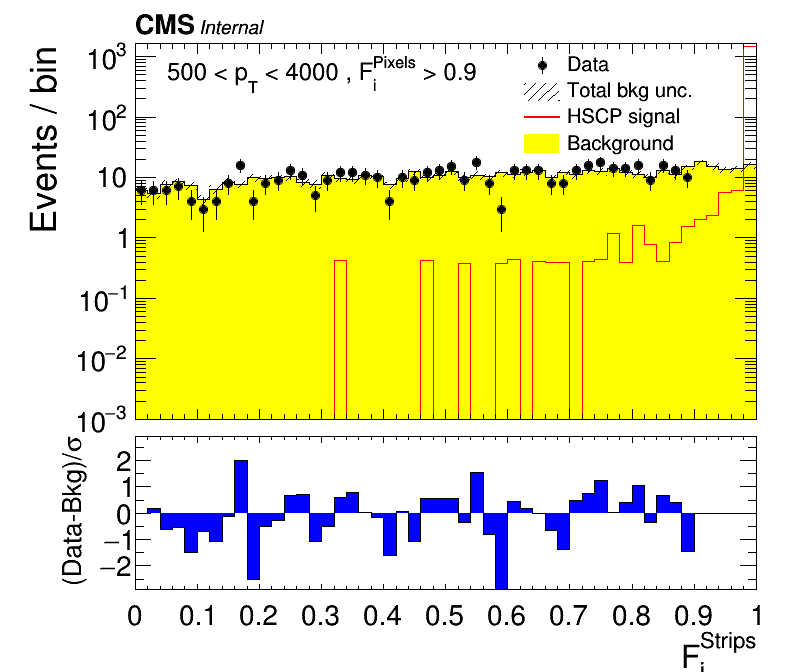 CMS Internal
500 < p_T < 4000 , F_i^Pixels > 0.9
Data
Total bkg unc.
HSCP signal
Background
Events / bin
10^3
10^2
10
1
10^−1
10^−2
10^−3
(Data-Bkg)/σ
2
1
0
−1
−2
0 0.1 0.2 0.3 0.4 0.5 0.6 0.7 0.8 0.9 1
F_i^Strips